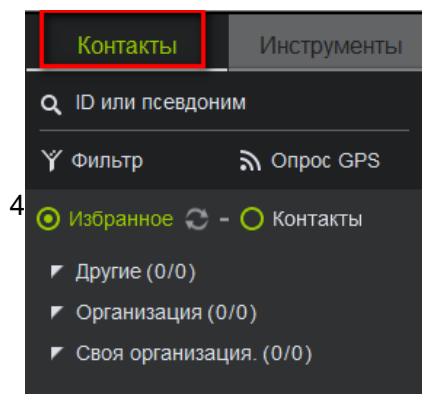 Контакты Инструменты
ID или псевдоним
Фильтр Опрос GPS
4 Избранное - Контакты
Другие (0/0)
Организация (0/0)
Своя организация. (0/0)